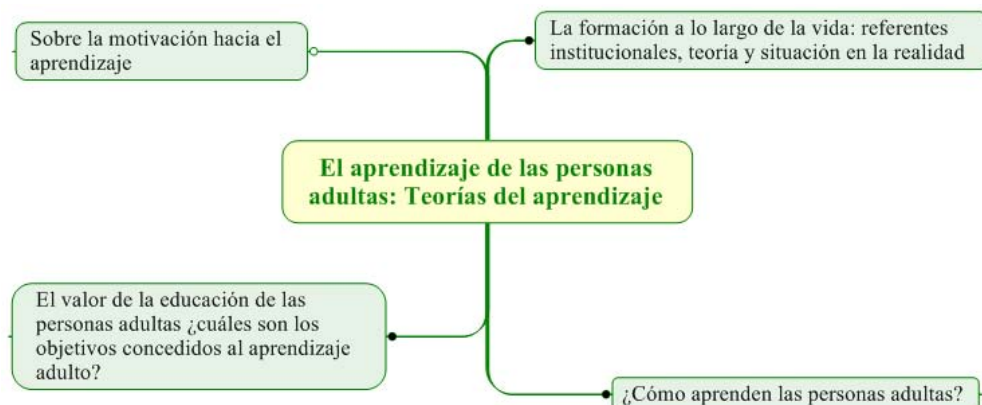 Sobre la motivación hacia el
aprendizaje
La formación a lo largo de la vida: referentes
institucionales, teoría y situación en la realidad
El aprendizaje de las personas
adultas: Teorías del aprendizaje
El valor de la educación de las
personas adultas ¿cuáles son los
objetivos concedidos al aprendizaje
adulto?
¿Cómo aprenden las personas adultas?